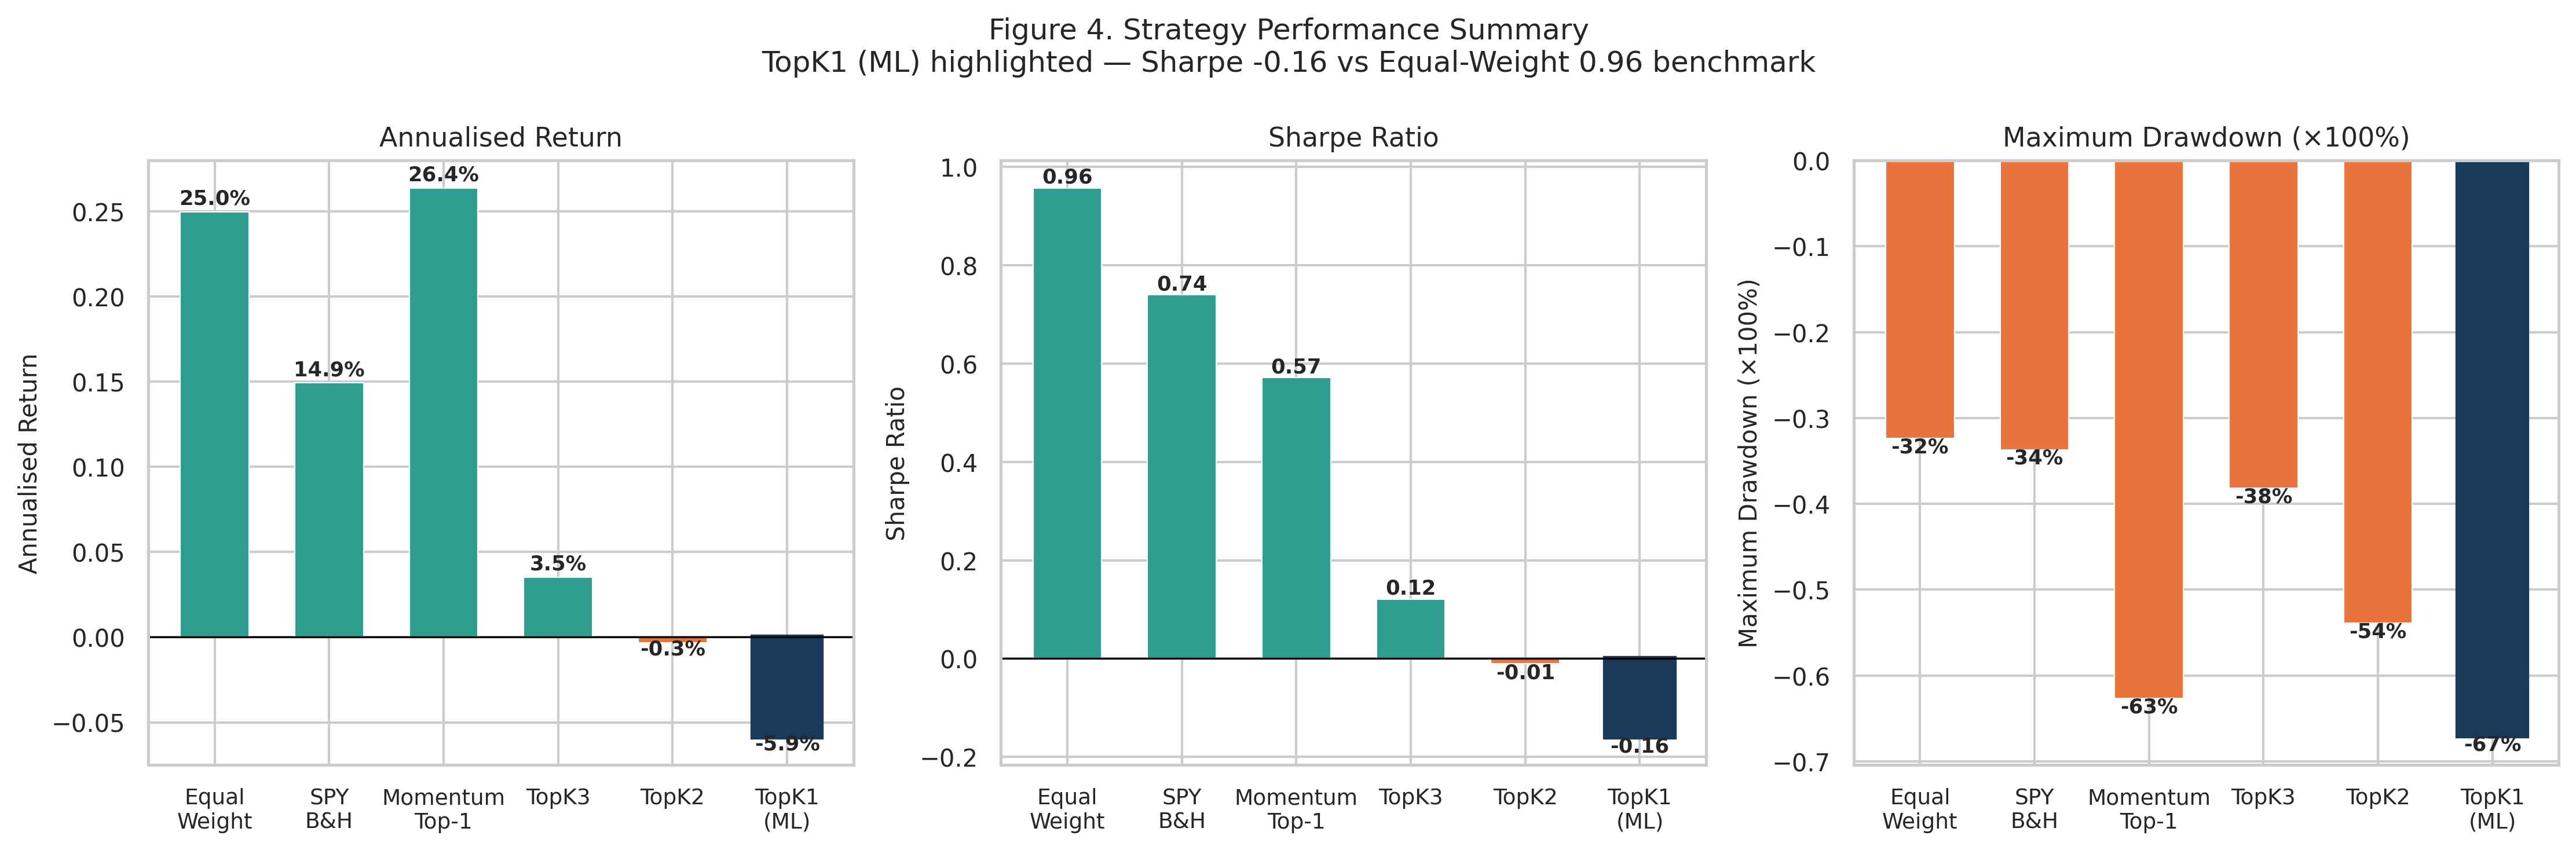 Figure 4. Strategy Performance Summary
TopK1 (ML) highlighted — Sharpe -0.16 vs Equal-Weight 0.96 benchmark
Annualised Return
Annualised Return
0.25
0.20
0.15
0.10
0.05
0.00
−0.05
25.0%
14.9%
26.4%
3.5%
-0.3%
-5.9%
Equal
Weight
SPY
B&H
Momentum
Top-1
TopK3
TopK2
TopK1
(ML)
Sharpe Ratio
Sharpe Ratio
1.0
0.8
0.6
0.4
0.2
0.0
−0.2
0.96
0.74
0.57
0.12
-0.01
-0.16
Equal
Weight
SPY
B&H
Momentum
Top-1
TopK3
TopK2
TopK1
(ML)
Maximum Drawdown (×100%)
Maximum Drawdown (×100%)
0.0
−0.1
−0.2
−0.3
−0.4
−0.5
−0.6
−0.7
-32%
-34%
-63%
-38%
-54%
-67%
Equal
Weight
SPY
B&H
Momentum
Top-1
TopK3
TopK2
TopK1
(ML)